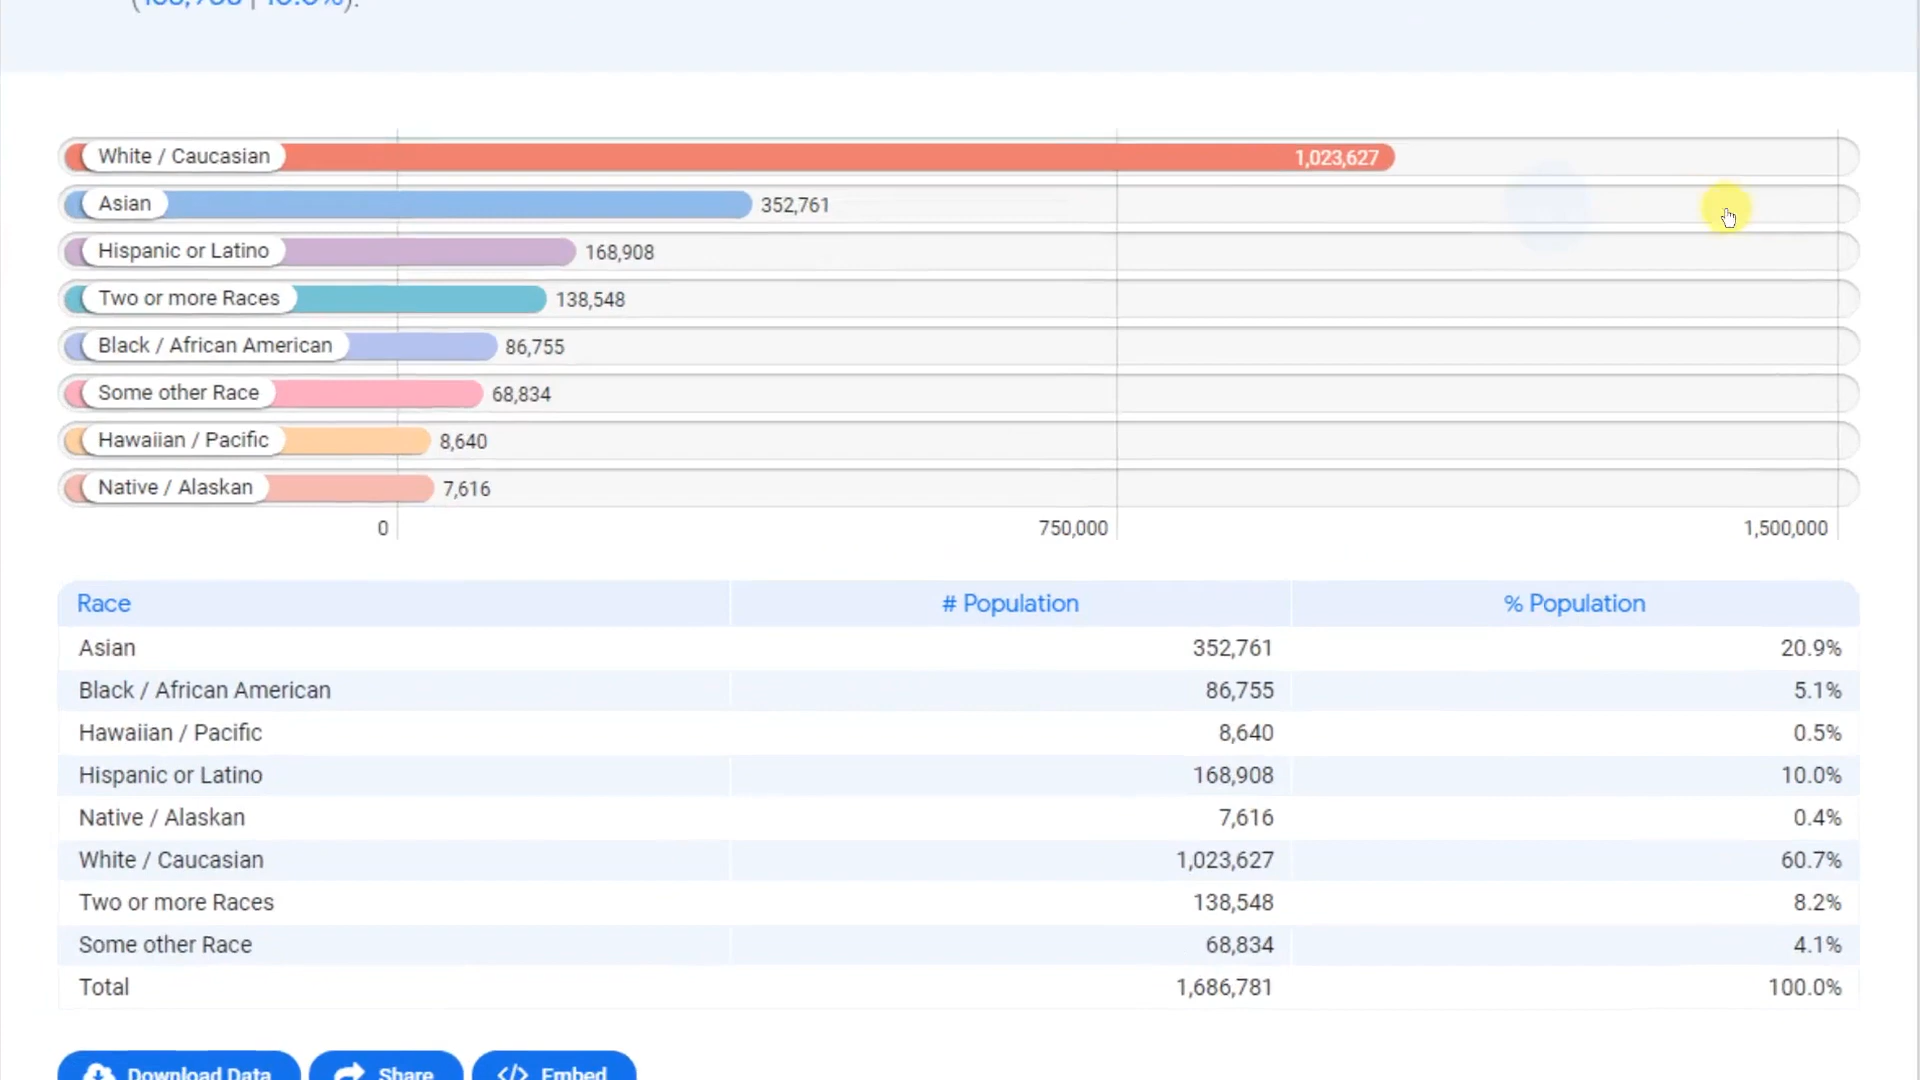 White / Caucasian 1,023,627
Asian 352,761
Hispanic or Latino 168,908
Two or more Races 138,548
Black / African American 86,755
Some other Race 68,834
Hawaiian / Pacific 8,640
Native / Alaskan 7,616
0 750,000 1,500,000
Race # Population % Population
Asian 352,761 20.9%
Black / African American 86,755 5.1%
Hawaiian / Pacific 8,640 0.5%
Hispanic or Latino 168,908 10.0%
Native / Alaskan 7,616 0.4%
White / Caucasian 1,023,627 60.7%
Two or more Races 138,548 8.2%
Some other Race 68,834 4.1%
Total 1,686,781 100.0%
Download Data Share </> Embed